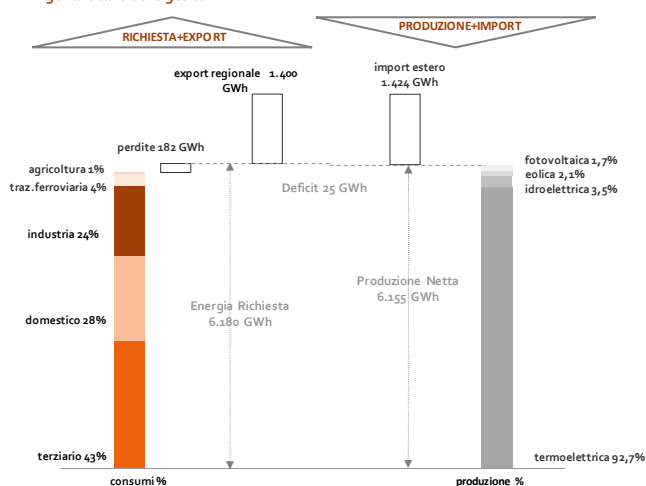 RICHIESTA+EXPORT
PRODUZIONE+IMPORT
export regionale 1.400
GWh
import estero
1.424 GWh
perdite 182 GWh
agricoltura 1%
traz.ferroviaria 4%
industria 24%
domestico 28%
terziario 43%
Deficit 25 GWh
Energia Richiesta
6.180 GWh
Produzione Netta
6.155 GWh
fotovoltaica 1,7%
eolica 2,1%
idroelettrica 3,5%
termoelettrica 92,7%
consumi %
produzione %